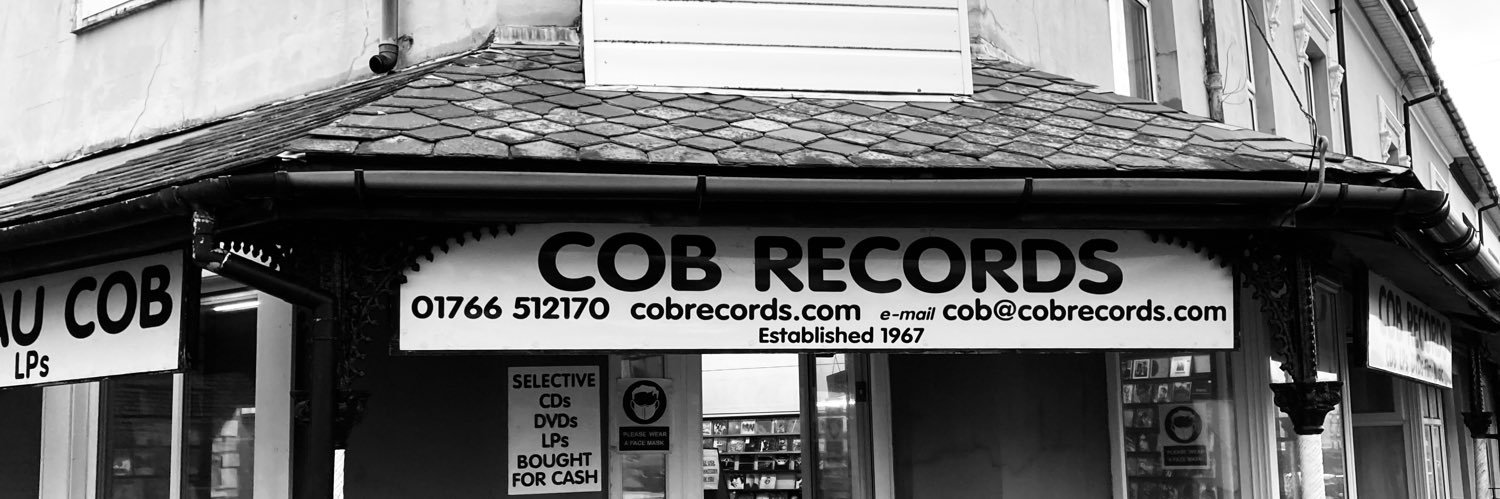 AU COB
LPs
COB RECORDS
01766 512170 cobrecords.com e-mail cob@cobrecords.com
Established 1967
SELECTIVE
CDs
DVDs
LPs
BOUGHT
FOR CASH
PLEASE WEAR
A FACE MASK
COB RECORDS